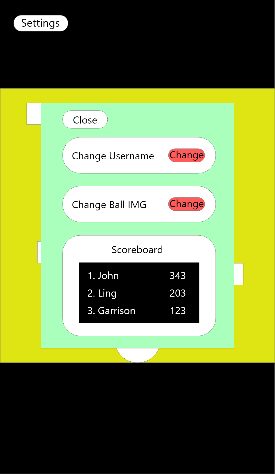 Settings
Close
Change Username Change
Change Ball IMG Change
Scoreboard
1. John 343
2. Ling 203
3. Garrison 123